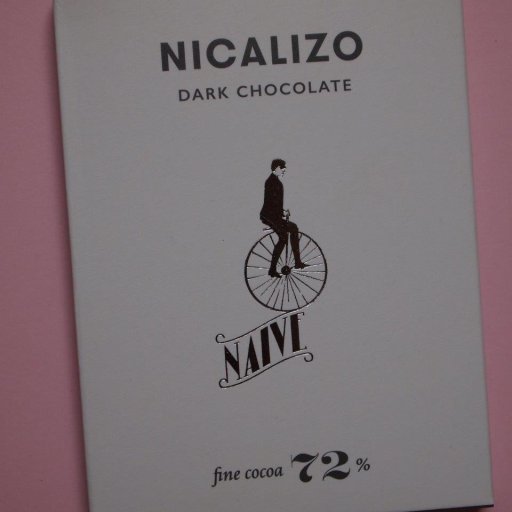 NICALIZO
DARK CHOCOLATE
NAIVE
fine cocoa 72%